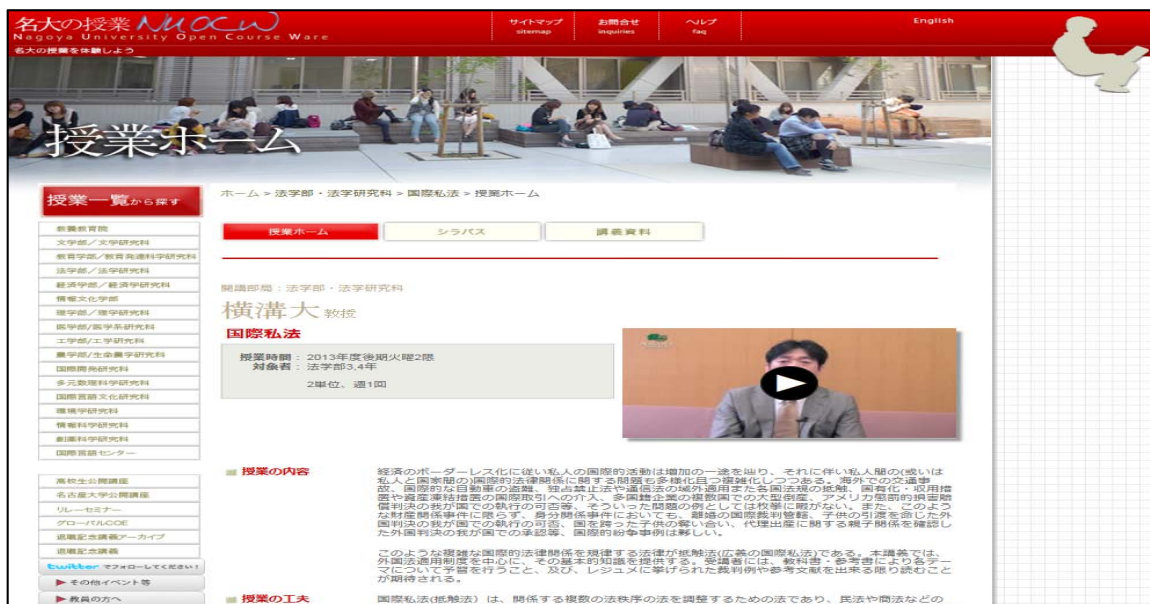 名大の授業 NUOCW
Nagoya University Open Course Ware
サイトマップ
sitemap
お問合せ
inquiries
ヘルプ
faq
English
名大の授業を体験しよう
授業ホーム
授業一覧から探す
教養教育院
文学部／文学研究科
教育学部／教育発達科学研究科
法学部／法学研究科
経済学部／経済学研究科
情報文化学部
理学部／理学研究科
医学部/医学系研究科
工学部/工学研究科
農学部/生命農学研究科
国際開発研究科
多元数理科学研究科
国際言語文化研究科
環境学研究科
情報科学研究科
創薬科学研究科
国際言語センター
高校生公開講座
名古屋大学公開講座
リレーセミナー
グローバルCOE
退職記念講義アーカイブ
退職記念講義
twitter でフォローしてください！
その他イベント等
教員の方へ
ホーム > 法学部・法学研究科 > 国際私法 > 授業ホーム
授業ホーム
シラバス
講義資料
開講部局：法学部・法学研究科
横溝大 教授
国際私法
授業時間： 2013年度後期火曜2限
対象者： 法学部3,4年
2単位、週1回
授業の内容
経済のボーダーレス化に従い私人の国際的活動は増加の一途を辿り、それに伴い私人間の(或いは
私人と国家間の)国際的法律関係に関する問題も多様化且つ複雑化しつつある。海外での交通事
故、国際的な自動車の盗難、独占禁止法や通信法の域外適用また各国法規の抵触、国有化・収用措
置や資産凍結措置の国際取引への介入、多国籍企業の複数国での大型倒産、アメリカ懲罰的損害賠
償判決の我が国での執行の可否等、そういった問題の例としては枚挙に暇がない。また、このよう
な財産関係事件に限らず、身分関係事件においても、離婚の国際裁判管轄、子供の引渡を命じた外
国判決の我が国での執行の可否、国を跨った子供の奪い合い、代理出産に関する親子関係を確認し
た外国判決の我が国での承認等、国際的紛争事例は夥しい。
このような複雑な国際的法律関係を規律する法律が抵触法(広義の国際私法)である。本講義では、
外国法適用制度を中心に、その基本的知識を提供する。受講者には、教科書・参考書により各テー
マについて予習を行うこと、及び、レジュメに挙げられた裁判例や参考文献を出来る限り読むこと
が期待される。
授業の工夫
国際私法(抵触法）は、関係する複数の法秩序の法を調整するための法であり、民法や商法などの